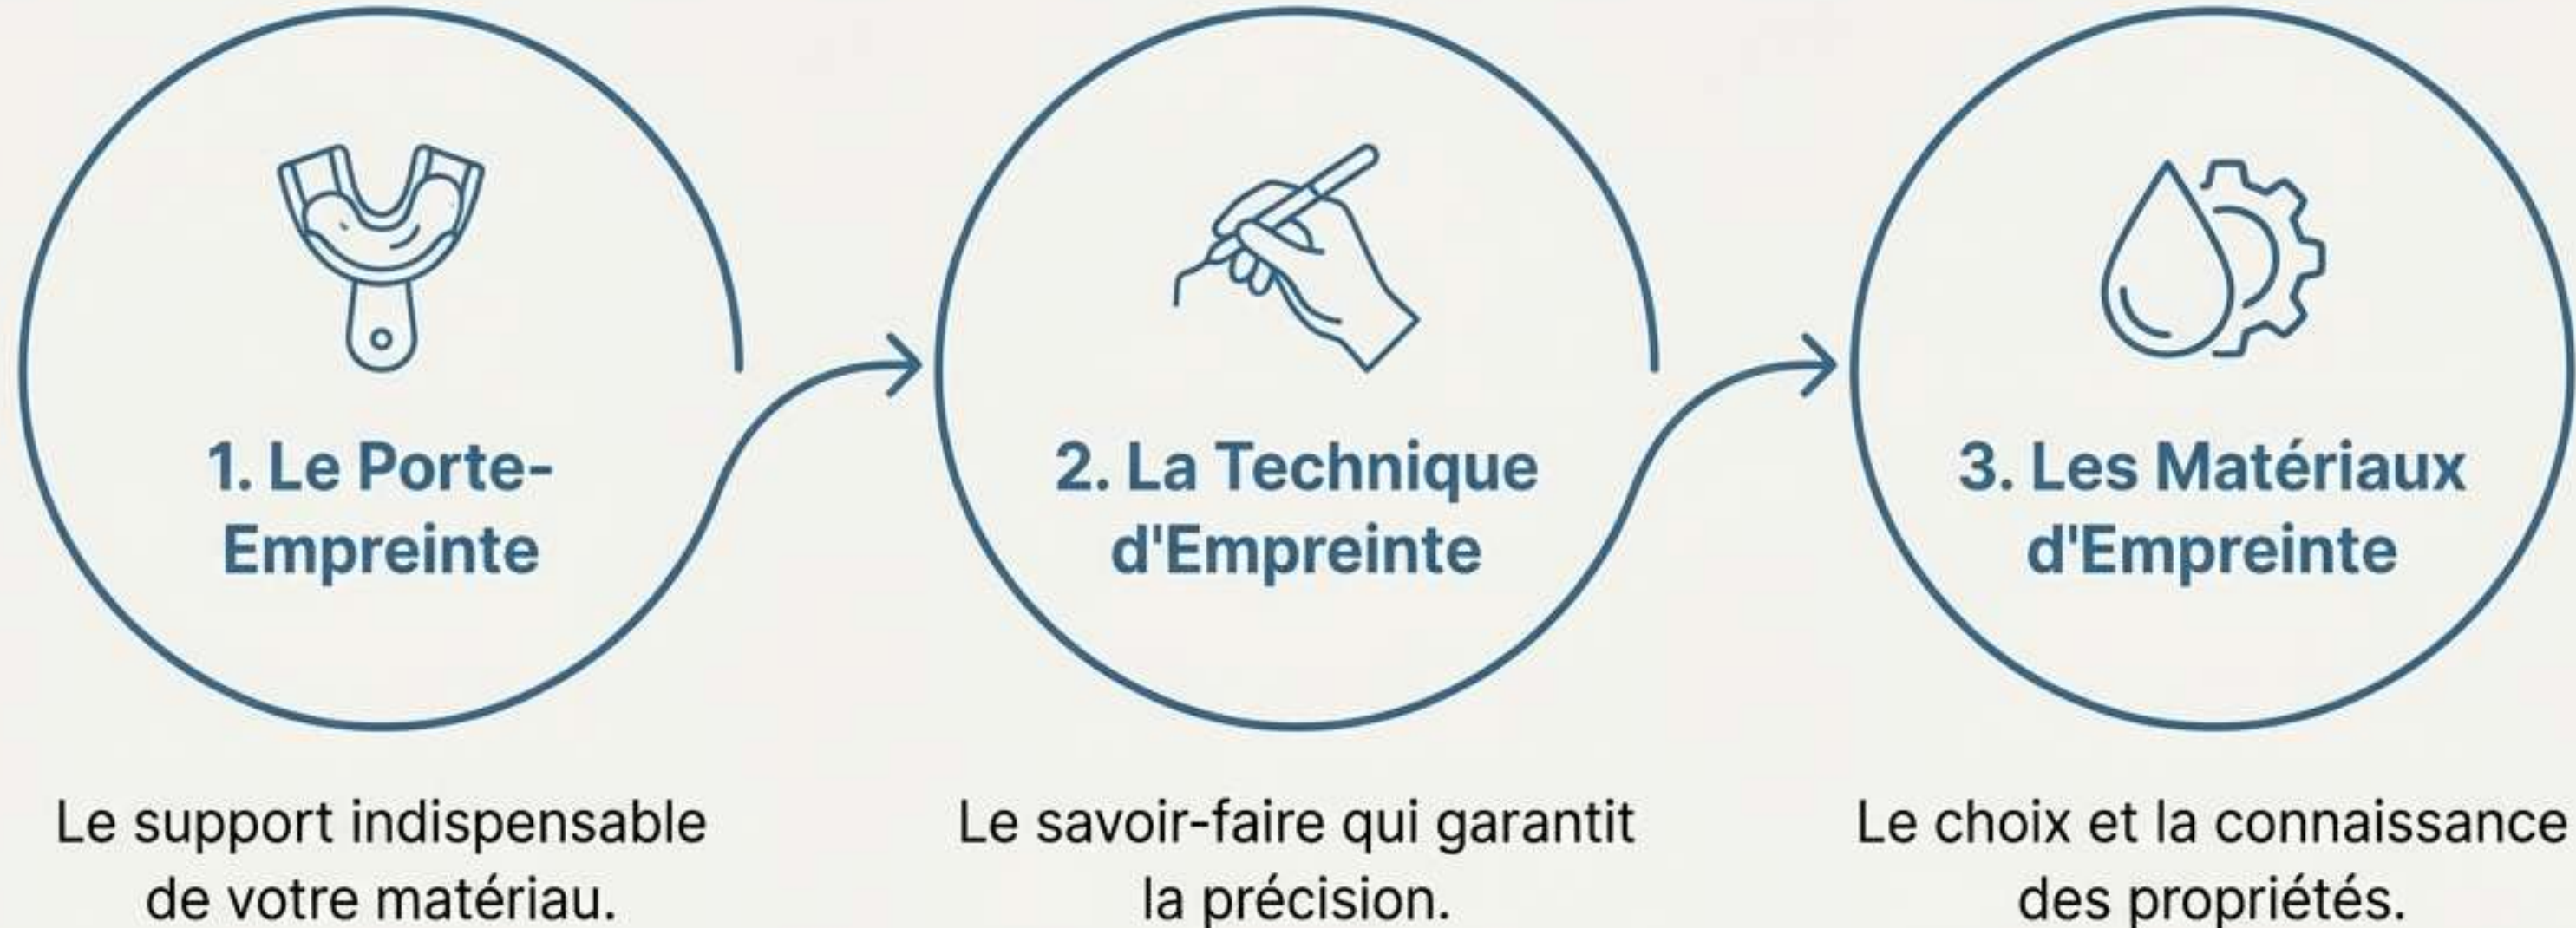 1. Le Porte-
Empreinte
Le support indispensable
de votre matériau.
2. La Technique
d'Empreinte
Le savoir-faire qui garantit
la précision.
3. Les Matériaux
d'Empreinte
Le choix et la connaissance
des propriétés.